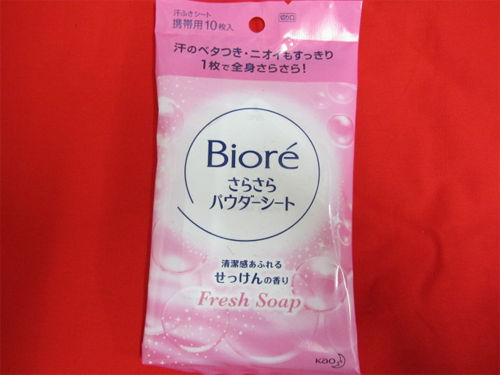 汗ふきシート
携帯用10枚入
汗のベタつき・ニオイもすっきり
1枚で全身さらさら!
Bioré
さらさら
パウダーシート
清潔感あふれる
せっけんの香り
Fresh Soap
Kao